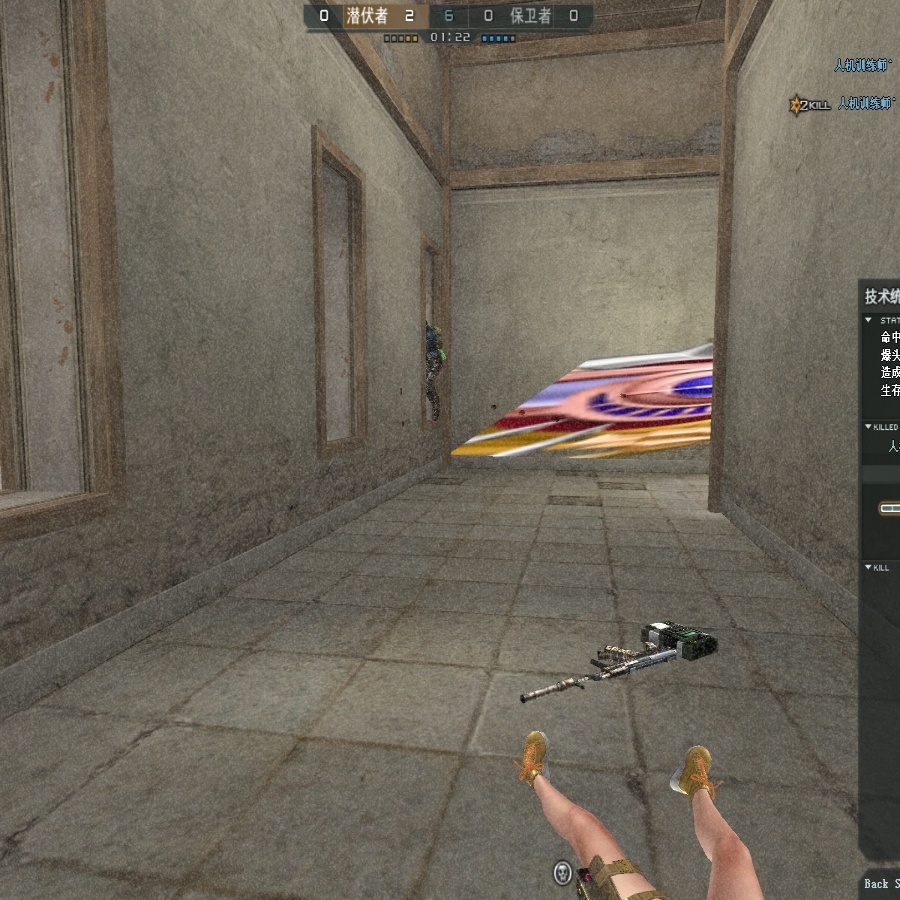 0 潜伏者 2 6 0 保卫者 0
01:22
人机训练师
2KILL 人机训练师
技术统
STAT
命中
爆头
造成
生存
KILLED
人
KILL
Back S